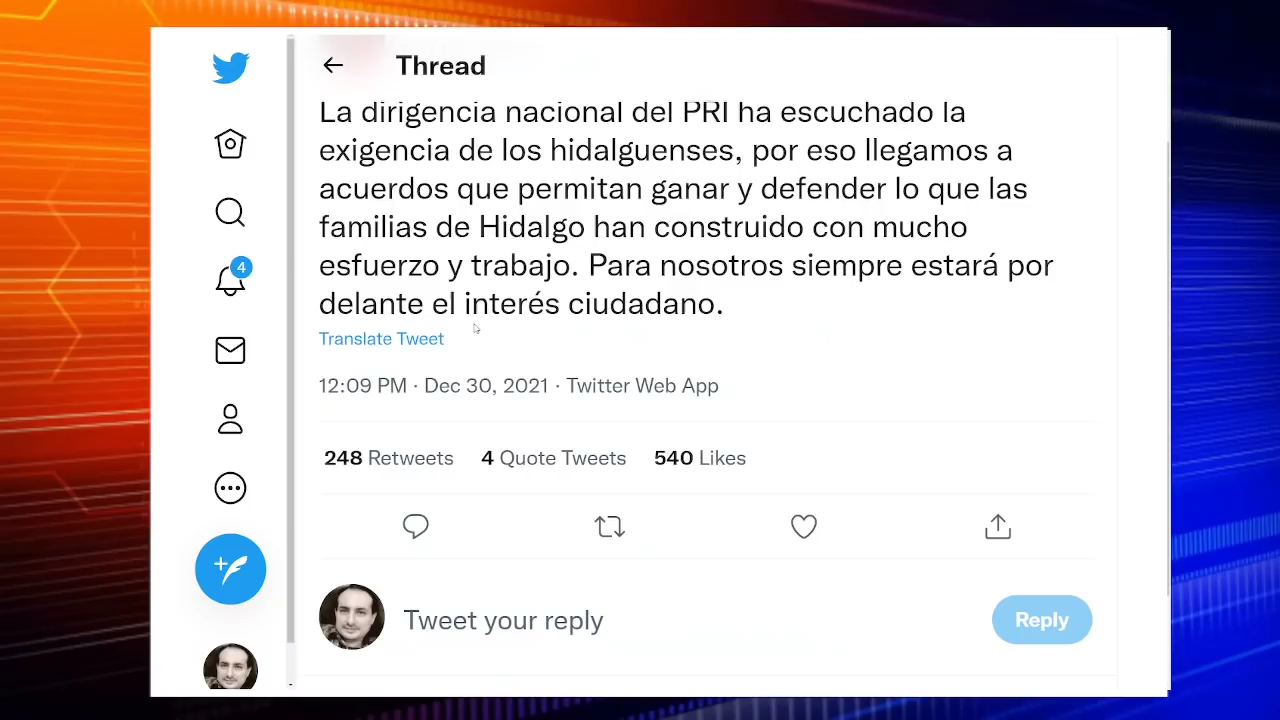 Thread
La dirigencia nacional del PRI ha escuchado la
exigencia de los hidalguenses, por eso llegamos a
acuerdos que permitan ganar y defender lo que las
familias de Hidalgo han construido con mucho
esfuerzo y trabajo. Para nosotros siempre estará por
delante el interés ciudadano.
Translate Tweet
12:09 PM · Dec 30, 2021 · Twitter Web App
248 Retweets 4 Quote Tweets 540 Likes
Tweet your reply
Reply
4